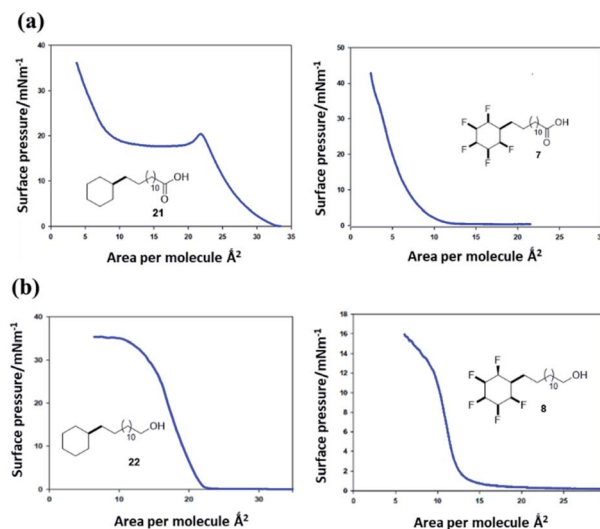 (a)
Surface pressure/mNm-1
40
30
20
10
0
OH
10
O
21
0 5 10 15 20 25 30 35
Area per molecule Å2
Surface pressure/mNm-1
50
40
30
20
10
0
F
F
F
F
F
10
OH
O
7
0 5 10 15 20 25 30
Area per molecule Å2
(b)
Surface pressure/mNm-1
40
30
20
10
0
OH
10
22
0 10 20 30
Area per molecule Å2
Surface pressure/mNm-1
18
16
14
12
10
8
6
4
2
0
F
F
F
F
F
10
OH
8
5 10 15 20 25
Area per molecule Å2